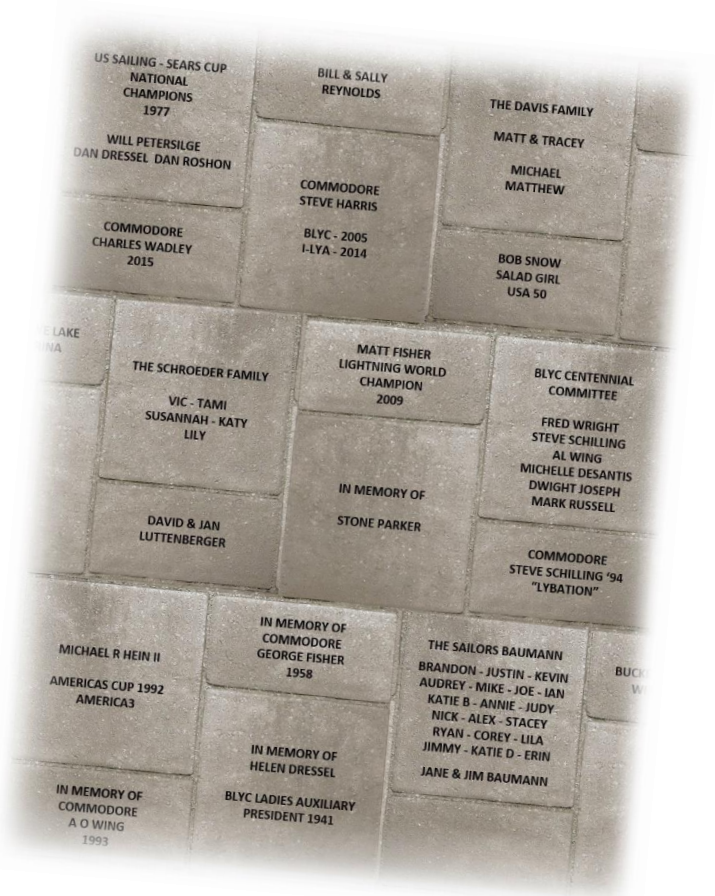 US SAILING - SEARS CUP
NATIONAL
CHAMPIONS
1977
WILL PETERSILGE
DAN DRESSEL DAN ROSHON
BILL & SALLY
REYNOLDS
THE DAVIS FAMILY
MATT & TRACEY
MICHAEL
MATTHEW
COMMODORE
STEVE HARRIS
BLYC - 2005
I-LYA - 2014
COMMODORE
CHARLES WADLEY
2015
BOB SNOW
SALAD GIRL
USA 50
LAKE
THE SCHROEDER FAMILY
VIC - TAMI
SUSANNAH - KATY
LILY
MATT FISHER
LIGHTNING WORLD
CHAMPION
2009
BLYC CENTENNIAL
COMMITTEE
FRED WRIGHT
STEVE SCHILLING
AL WING
MICHELLE DESANTIS
DWIGHT JOSEPH
MARK RUSSELL
IN MEMORY OF
STONE PARKER
DAVID & JAN
LUTTENBERGER
COMMODORE
STEVE SCHILLING ‘94
“LYBATION”
MICHAEL R HEIN II
AMERICAS CUP 1992
AMERICA3
IN MEMORY OF
COMMODORE
GEORGE FISHER
1958
THE SAILORS BAUMANN
BRANDON - JUSTIN - KEVIN
AUDREY - MIKE - JOE - IAN
KATIE B - ANNIE - JUDY
NICK - ALEX - STACEY
RYAN - COREY - LILA
JIMMY - KATIE D - ERIN
JANE & JIM BAUMANN
IN MEMORY OF
HELEN DRESSEL
BLYC LADIES AUXILIARY
PRESIDENT 1941
IN MEMORY OF
COMMODORE
A O WING
1993